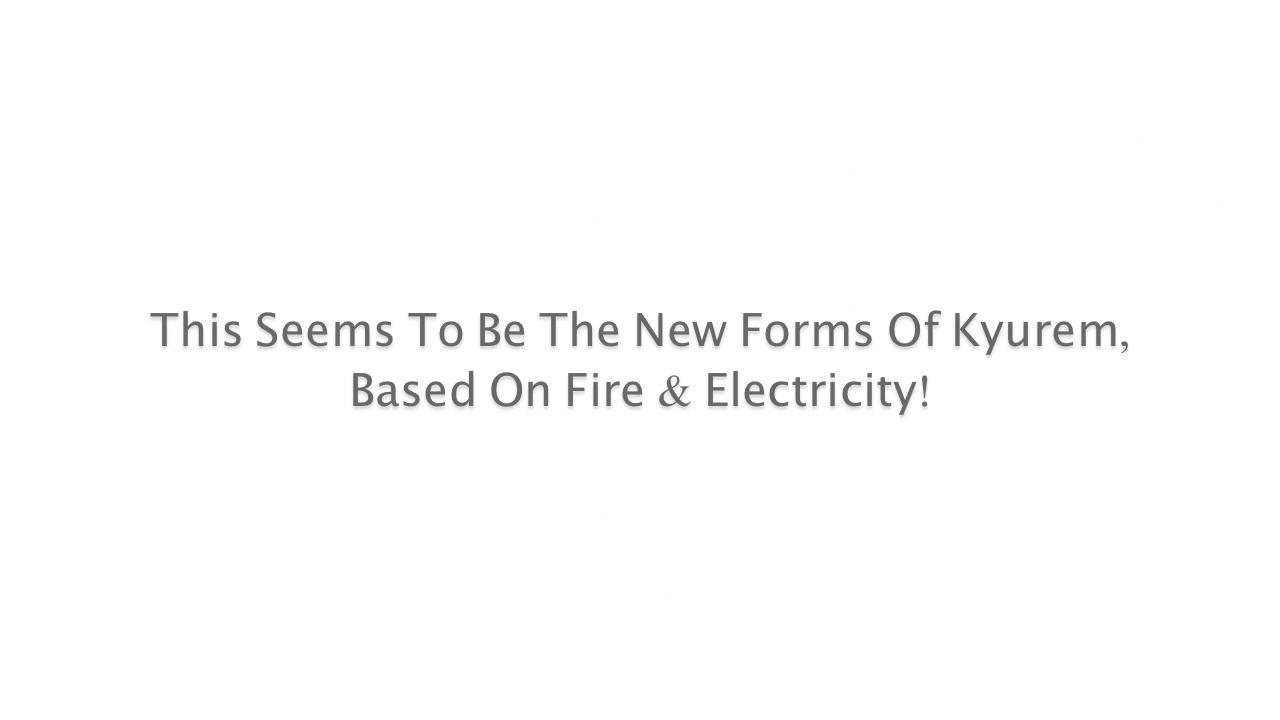 This Seems To Be The New Forms Of Kyurem,
Based On Fire & Electricity!